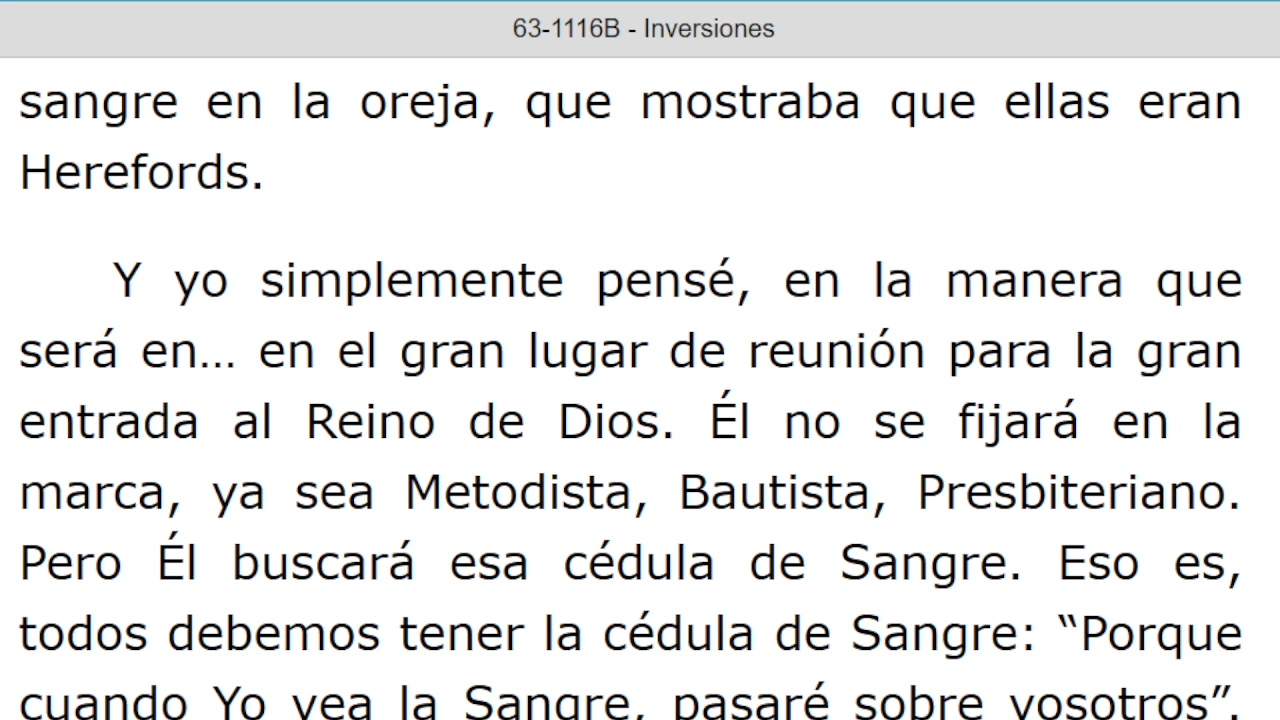 63-1116B - Inversiones
sangre en la oreja, que mostraba que ellas eran
Herefords.
Y yo simplemente pensé, en la manera que
será en… en el gran lugar de reunión para la gran
entrada al Reino de Dios. Él no se fijará en la
marca, ya sea Metodista, Bautista, Presbiteriano.
Pero Él buscará esa cédula de Sangre. Eso es,
todos debemos tener la cédula de Sangre: “Porque
cuando Yo vea la Sangre, pasaré sobre vosotros”.